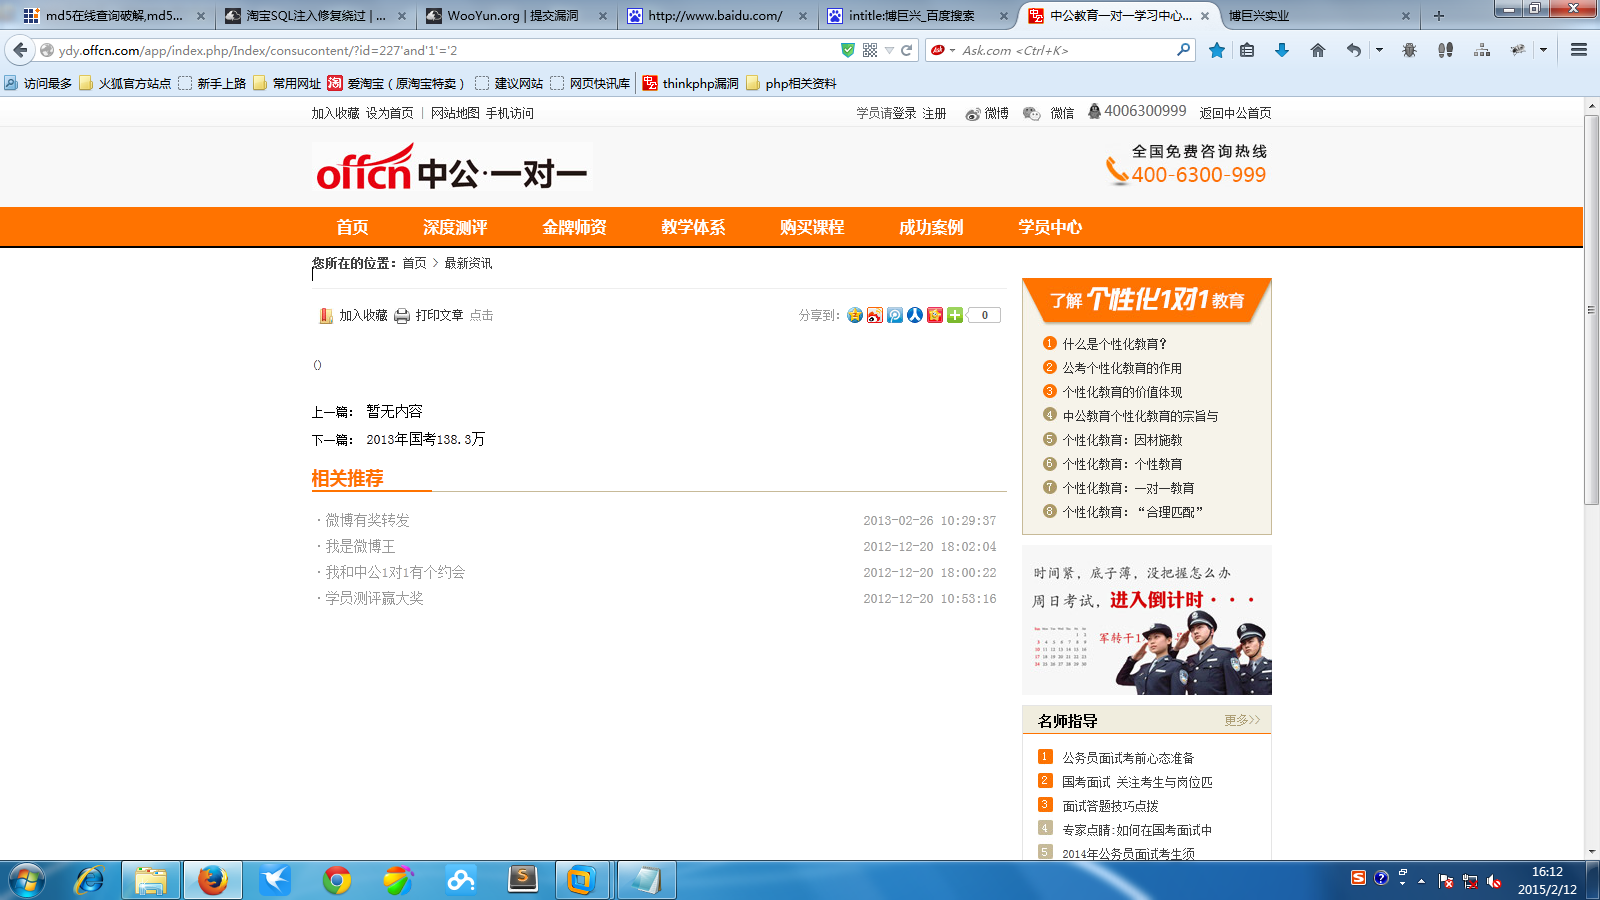 md5在线查询破解,md5...
淘宝SQL注入修复绕过 | ...
WooYun.org | 提交漏洞
http://www.baidu.com/
intitle:博巨兴_百度搜索
中公教育一对一学习中心...
博巨兴实业
ydy.offcn.com/app/index.php/Index/consucontent/?id=227'and'1'='2
Ask.com <Ctrl+K>
访问最多 火狐官方站点 新手上路 常用网址 爱淘宝（原淘宝特卖） 建议网站 网页快讯库 thinkphp漏洞 php相关资料
加入收藏 设为首页 | 网站地图 手机访问
学员请登录 注册 微博 微信 4006300999 返回中公首页
offcn 中公·一对一
全国免费咨询热线
400-6300-999
首页 深度测评 金牌师资 教学体系 购买课程 成功案例 学员中心
您所在的位置：首页 > 最新资讯
加入收藏 打印文章 点击
分享到： 0
()
上一篇： 暂无内容
下一篇： 2013年国考138.3万
相关推荐
· 微博有奖转发 2013-02-26 10:29:37
· 我是微博王 2012-12-20 18:02:04
· 我和中公1对1有个约会 2012-12-20 18:00:22
· 学员测评赢大奖 2012-12-20 10:53:16
了解 个性化1对1 教育
1 什么是个性化教育？
2 公考个性化教育的作用
3 个性化教育的价值体现
4 中公教育个性化教育的宗旨与
5 个性化教育：因材施教
6 个性化教育：个性教育
7 个性化教育：一对一教育
8 个性化教育：“合理匹配”
时间紧，底子薄，没把握怎么办
周日考试，进入倒计时···
军转干1
名师指导 更多>>
1 公务员面试考前心态准备
2 国考面试 关注考生与岗位匹
3 面试答题技巧点拨
4 专家点睛:如何在国考面试中
5 2014年公务员面试考生须
16:12
2015/2/12